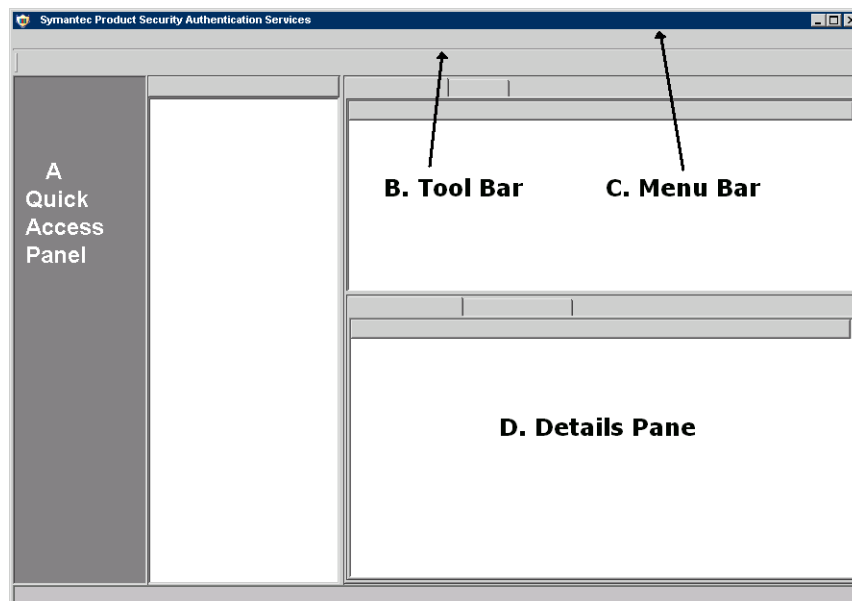 Symantec Product Security Authentication Services
A
Quick
Access
Panel
B. Tool Bar
C. Menu Bar
D. Details Pane